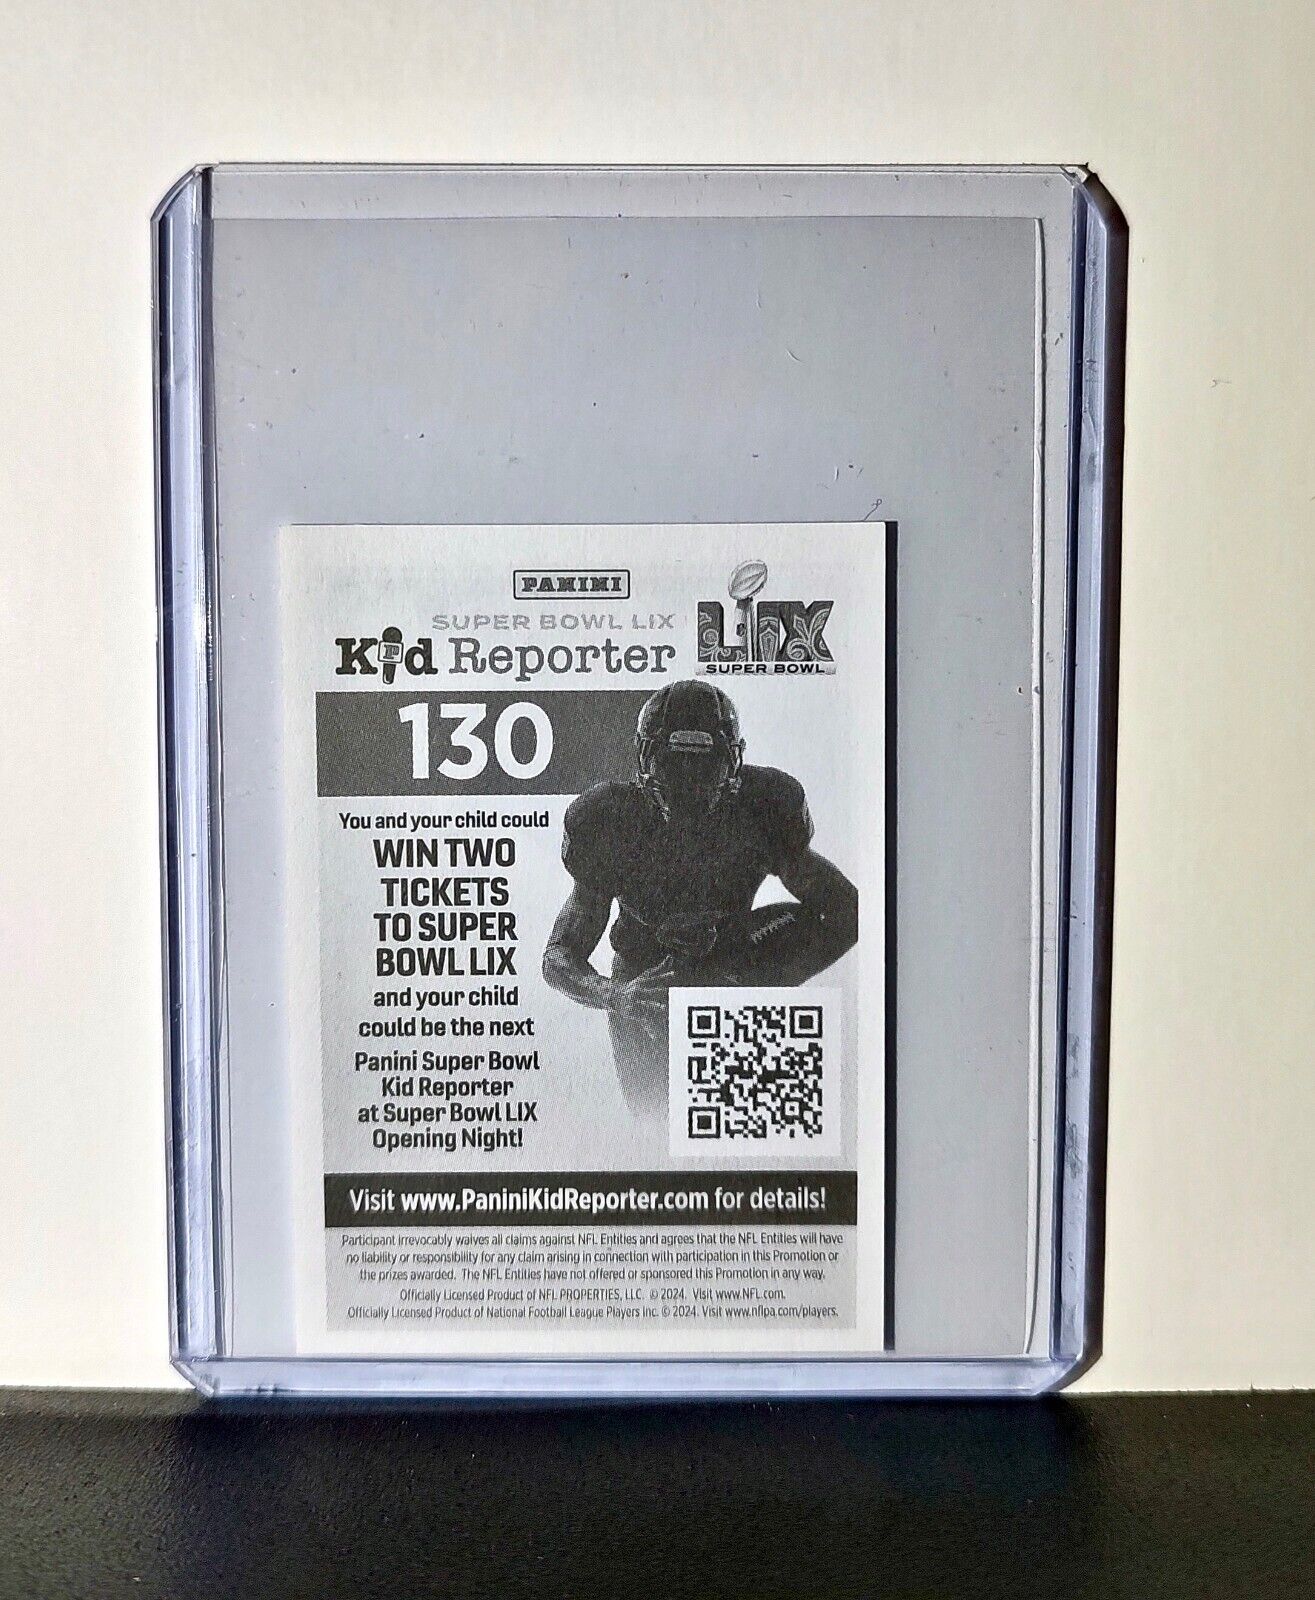 PANINI
SUPER BOWL LIX
Kid Reporter
LIX
SUPER BOWL
130
You and your child could
WIN TWO
TICKETS
TO SUPER
BOWL LIX
and your child
could be the next
Panini Super Bowl
Kid Reporter
at Super Bowl LIX
Opening Night!
Visit www.PaniniKidReporter.com for details!
Participant irrevocably waives all claims against NFL Entities and agrees that the NFL Entities will have
no liability or responsibility for any claim arising in connection with participation in this Promotion or
the prizes awarded. The NFL Entities have not offered or sponsored this Promotion in any way.
Officially Licensed Product of NFL PROPERTIES, LLC. © 2024. Visit www.NFL.com.
Officially Licensed Product of National Football League Players Inc. © 2024. Visit www.nflpa.com/players.